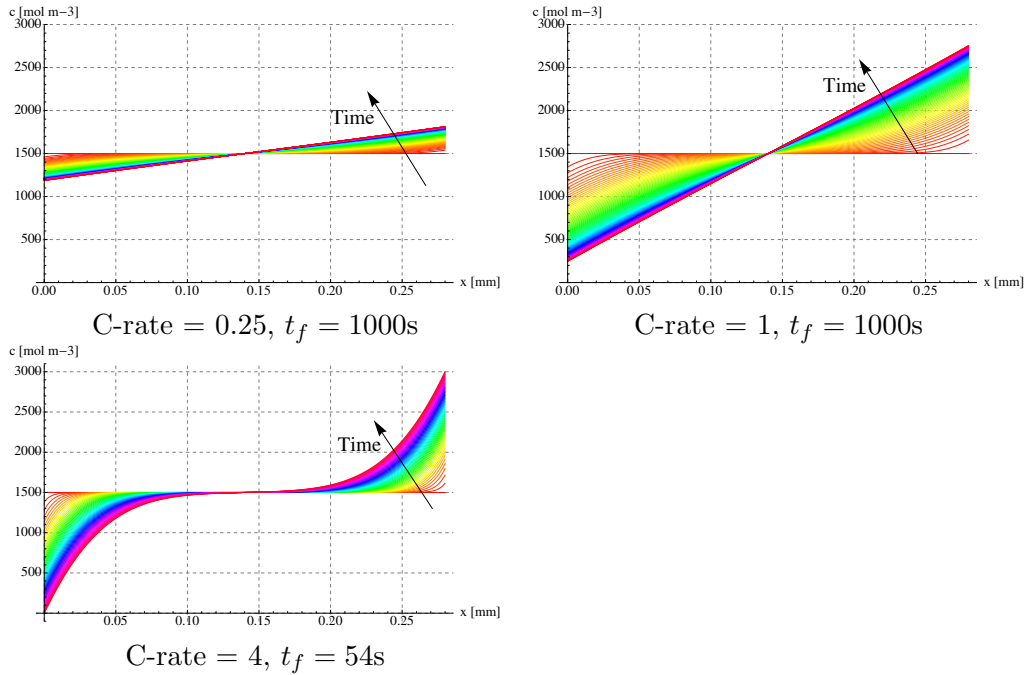 c [mol m−3]
3000
2500
2000
1500
1000
500
Time
0.00 0.05 0.10 0.15 0.20 0.25
x [mm]
C-rate = 0.25, t_f = 1000s
c [mol m−3]
3000
2500
2000
1500
1000
500
Time
0.00 0.05 0.10 0.15 0.20 0.25
x [mm]
C-rate = 1, t_f = 1000s
c [mol m−3]
3000
2500
2000
1500
1000
500
0
Time
0.05 0.10 0.15 0.20 0.25
x [mm]
C-rate = 4, t_f = 54s